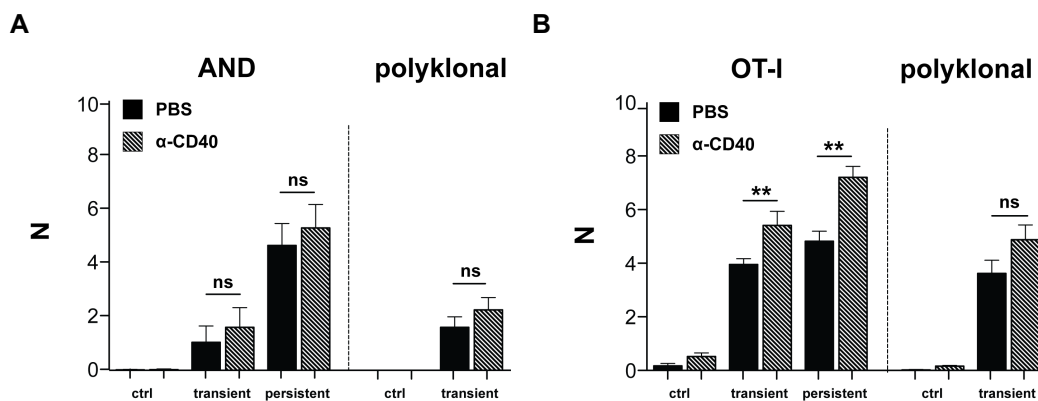 A
AND
polyklonal
PBS
α-CD40
10
8
6
4
2
0
N
ns
ns
ns
ctrl
transient
persistent
ctrl
transient
B
OT-I
polyklonal
PBS
α-CD40
10
8
6
4
2
0
N
**
**
ns
ctrl
transient
persistent
ctrl
transient